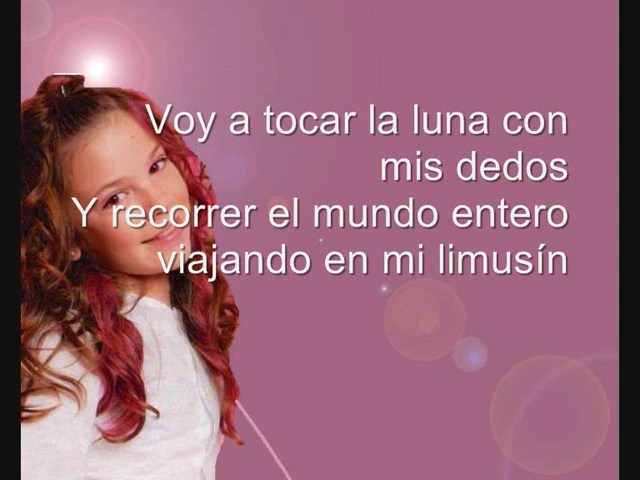 Voy a tocar la luna con
mis dedos
Y recorrer el mundo entero
viajando en mi limusín